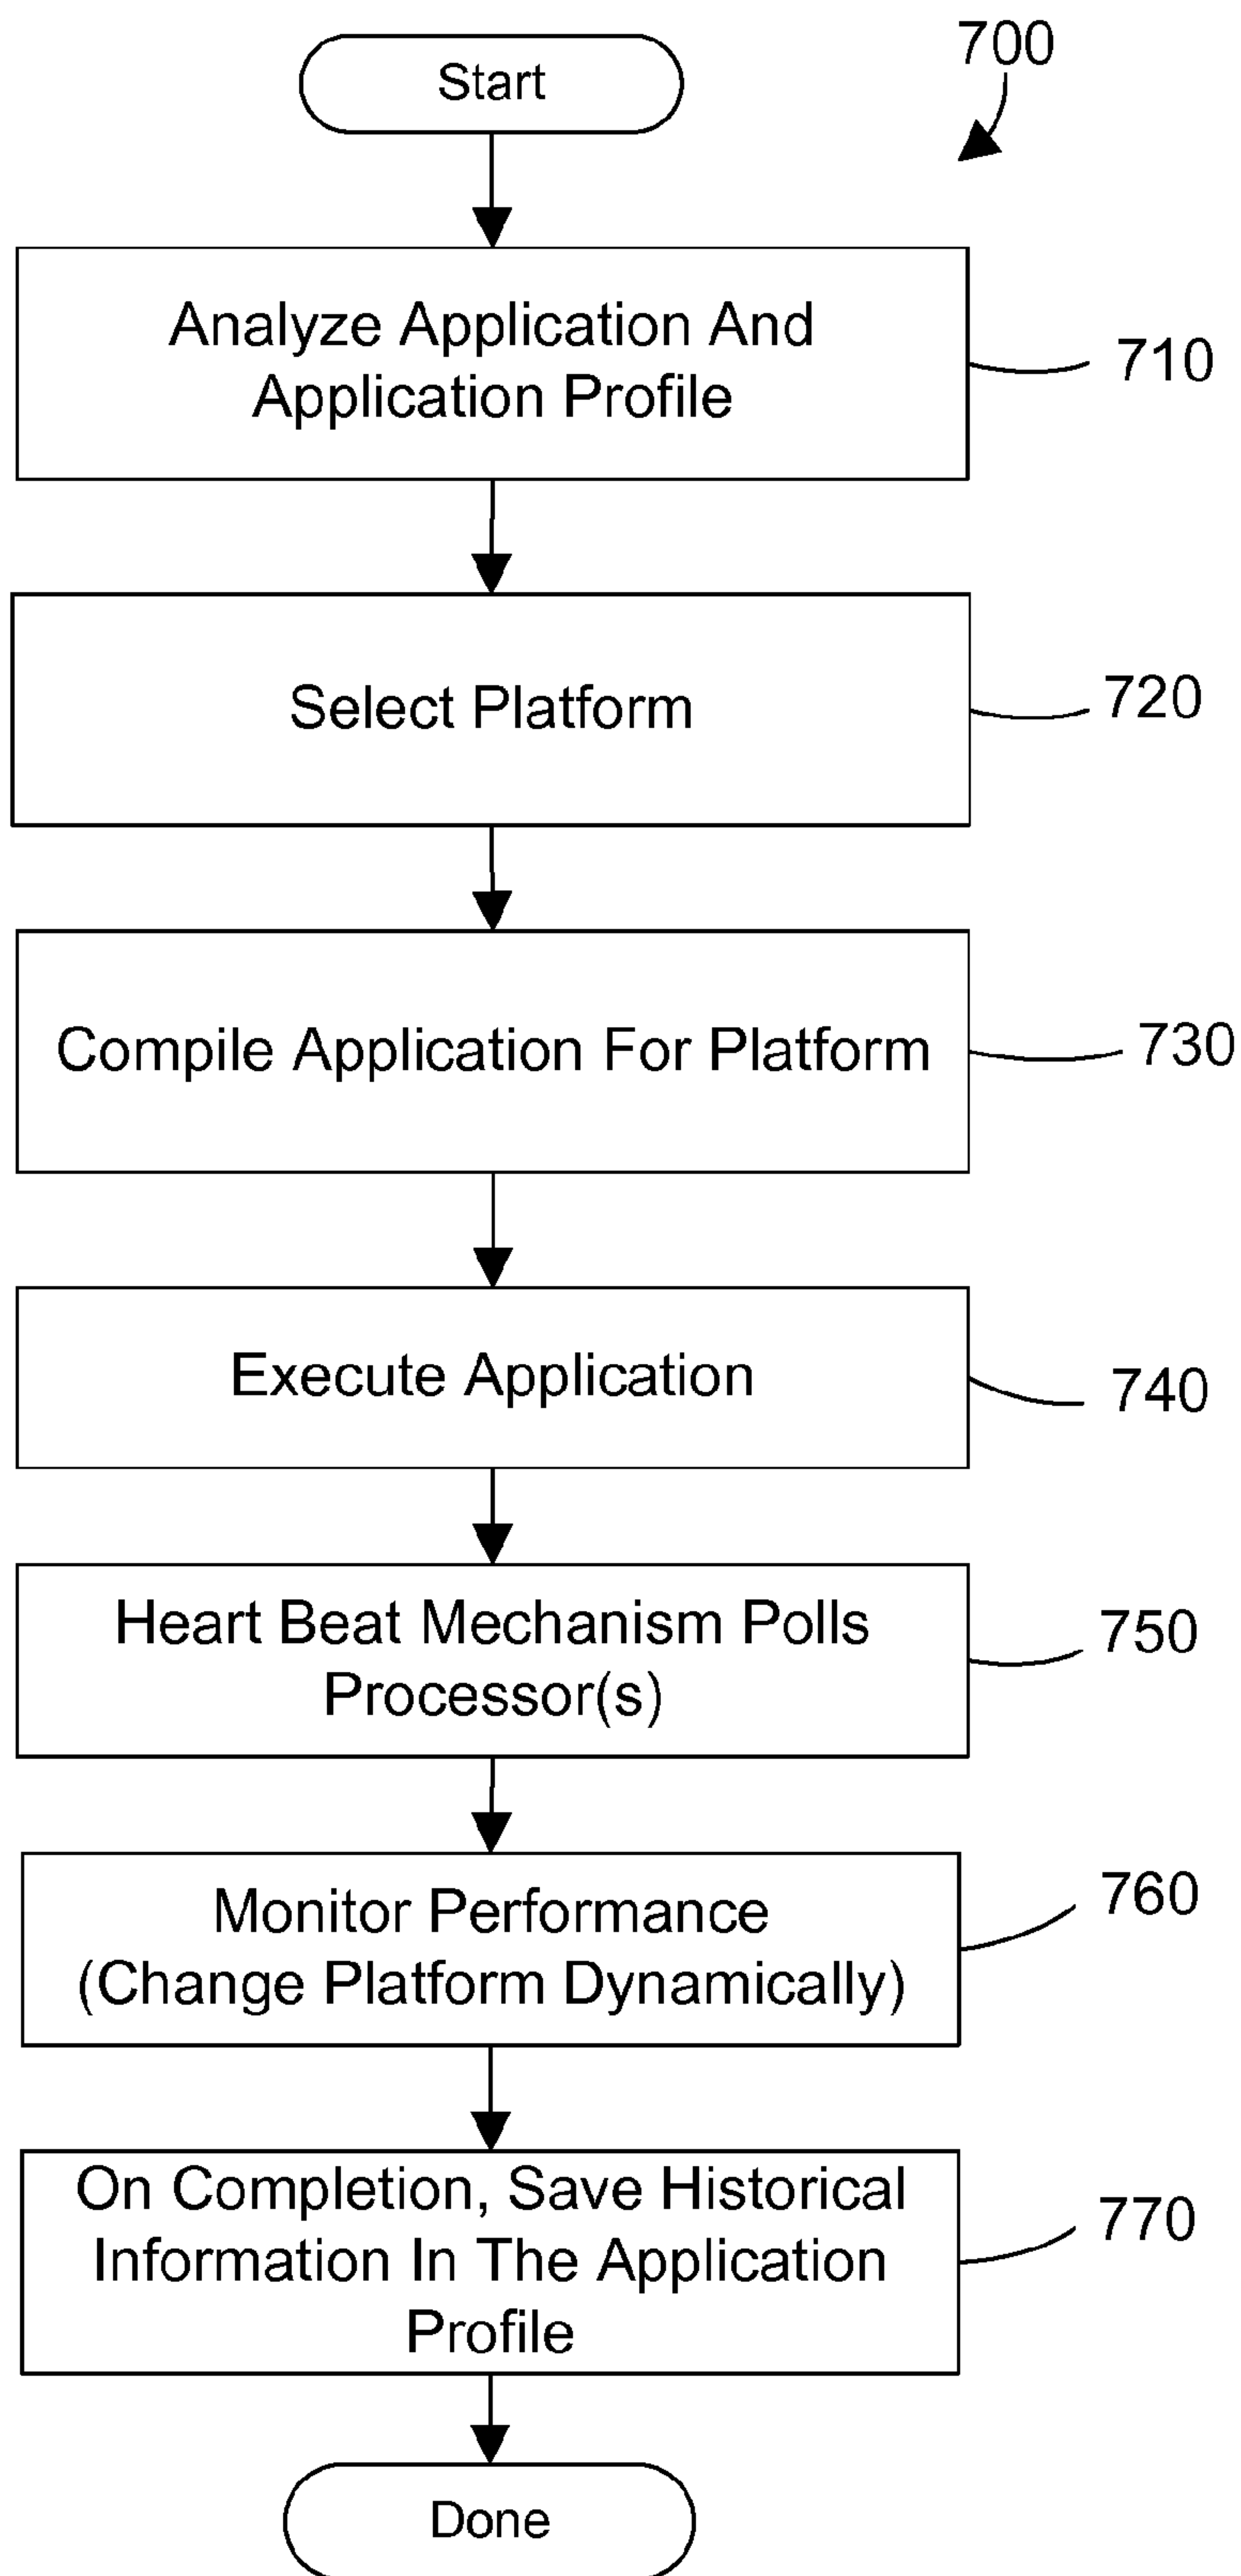 Start
700
Analyze Application And
Application Profile
710
Select Platform
720
Compile Application For Platform
730
Execute Application
740
Heart Beat Mechanism Polls
Processor(s)
750
Monitor Performance
(Change Platform Dynamically)
760
On Completion, Save Historical
Information In The Application
Profile
770
Done